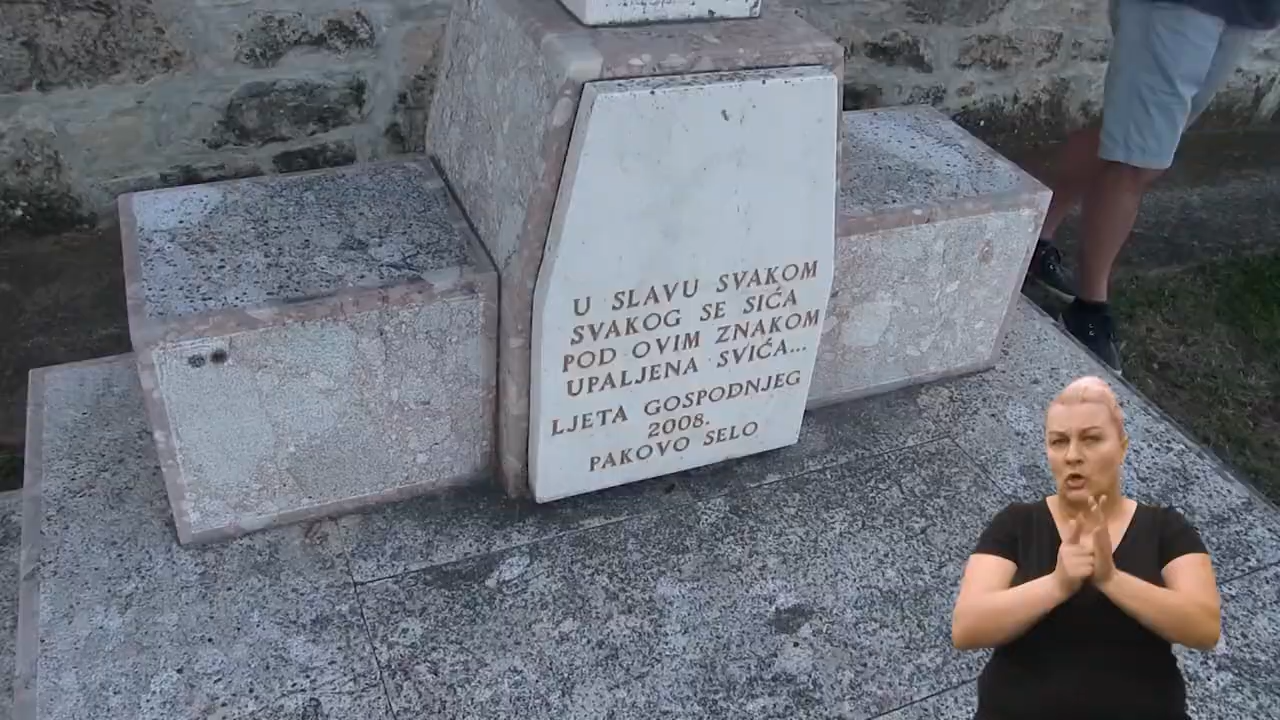 U SLAVU SVAKOM
SVAKOG SE SIĆA
POD OVIM ZNAKOM
UPALJENA SVIĆA...
LJETA GOSPODNJEG
2008.
PAKOVO SELO